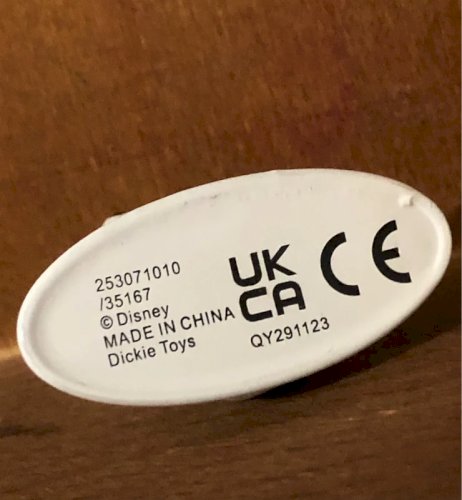 253071010
/35167
© Disney
MADE IN CHINA
Dickie Toys
UK
CA
CE
QY291123